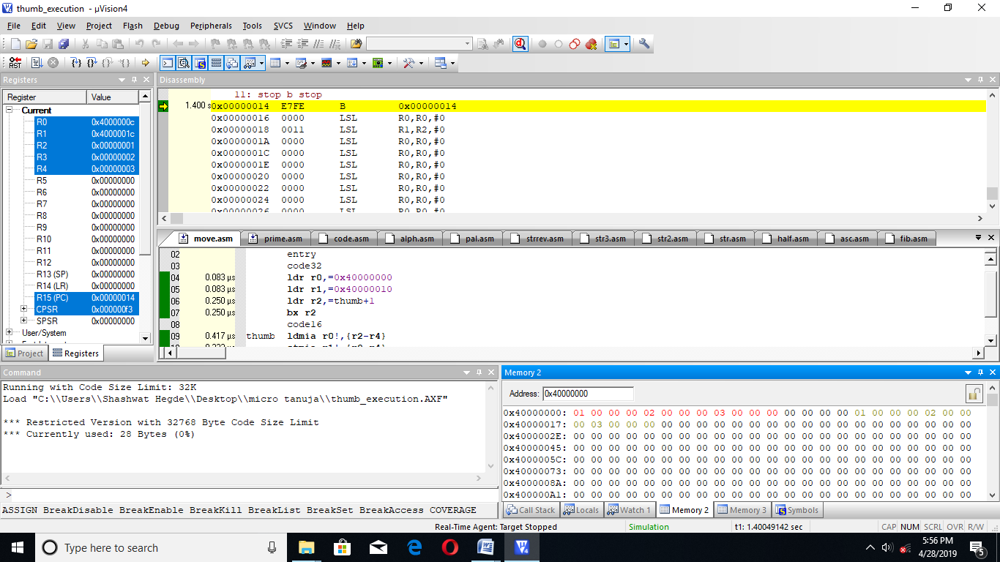 thumb_execution - µVision4
File Edit View Project Flash Debug Peripherals Tools SVCS Window Help
Registers
Register Value
Current
R0 0x4000000c
R1 0x4000001c
R2 0x00000001
R3 0x00000002
R4 0x00000003
R5 0x00000000
R6 0x00000000
R7 0x00000000
R8 0x00000000
R9 0x00000000
R10 0x00000000
R11 0x00000000
R12 0x00000000
R13 (SP) 0x00000000
R14 (LR) 0x00000000
R15 (PC) 0x00000014
CPSR 0x000000f3
SPSR 0x00000000
User/System
Project Registers
Disassembly
11: stop b stop
1.400 s 0x00000014 E7FE B 0x00000014
0x00000016 0000 LSL R0,R0,#0
0x00000018 0011 LSL R1,R2,#0
0x0000001A 0000 LSL R0,R0,#0
0x0000001C 0000 LSL R0,R0,#0
0x0000001E 0000 LSL R0,R0,#0
0x00000020 0000 LSL R0,R0,#0
0x00000022 0000 LSL R0,R0,#0
0x00000024 0000 LSL R0,R0,#0
0x00000026 0000 LSL R0,R0,#0
move.asm prime.asm code.asm alph.asm pal.asm strrev.asm str3.asm str2.asm str.asm half.asm asc.asm fib.asm
02 entry
03 code32
04 0.083 µs ldr r0,=0x40000000
05 0.083 µs ldr r1,=0x40000010
06 0.250 µs ldr r2,=thumb+1
07 0.250 µs bx r2
08 code16
09 0.417 µs thumb ldmia r0!,{r2-r4}
10 0.333 µs stmia r1!,{r2-r4}
Command
Running with Code Size Limit: 32K
Load "C:\\Users\\Shashwat Hegde\\Desktop\\micro tanuja\\thumb_execution.AXF"
*** Restricted Version with 32768 Byte Code Size Limit
*** Currently used: 28 Bytes (0%)
>
ASSIGN BreakDisable BreakEnable BreakKill BreakList BreakSet BreakAccess COVERAGE
Memory 2
Address: 0x40000000
0x40000000: 01 00 00 00 02 00 00 00 03 00 00 00 00 00 00 00 01 00 00 00 02 00 00
0x40000017: 00 03 00 00 00 00 00 00 00 00 00 00 00 00 00 00 00 00 00 00 00 00 00
0x4000002E: 00 00 00 00 00 00 00 00 00 00 00 00 00 00 00 00 00 00 00 00 00 00 00
0x40000045: 00 00 00 00 00 00 00 00 00 00 00 00 00 00 00 00 00 00 00 00 00 00 00
0x4000005C: 00 00 00 00 00 00 00 00 00 00 00 00 00 00 00 00 00 00 00 00 00 00 00
0x40000073: 00 00 00 00 00 00 00 00 00 00 00 00 00 00 00 00 00 00 00 00 00 00 00
0x4000008A: 00 00 00 00 00 00 00 00 00 00 00 00 00 00 00 00 00 00 00 00 00 00 00
0x400000A1: 00 00 00 00 00 00 00 00 00 00 00 00 00 00 00 00 00 00 00 00 00 00 00
Call Stack Locals Watch 1 Memory 2 Memory 3 Symbols
Real-Time Agent: Target Stopped Simulation t1: 1.40049142 sec CAP NUM SCRL OVR R/W
Type here to search
5:56 PM
4/28/2019
5